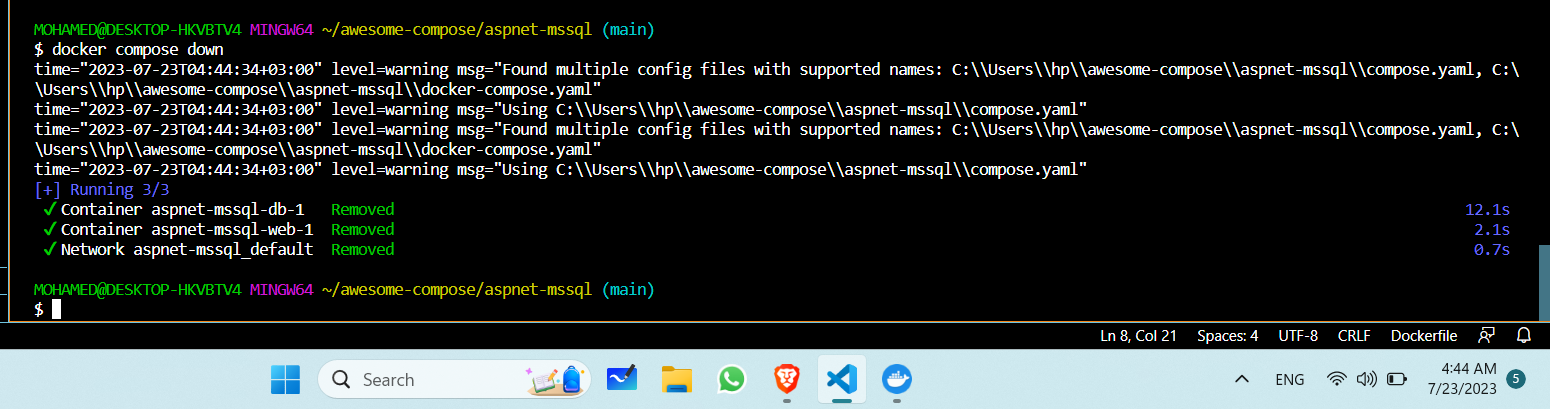 MOHAMED@DESKTOP-HKVBTV4 MINGW64 ~/awesome-compose/aspnet-mssql (main)
$ docker compose down
time="2023-07-23T04:44:34+03:00" level=warning msg="Found multiple config files with supported names: C:\\Users\\hp\\awesome-compose\\aspnet-mssql\\compose.yaml, C:\
\Users\\hp\\awesome-compose\\aspnet-mssql\\docker-compose.yaml"
time="2023-07-23T04:44:34+03:00" level=warning msg="Using C:\\Users\\hp\\awesome-compose\\aspnet-mssql\\compose.yaml"
time="2023-07-23T04:44:34+03:00" level=warning msg="Found multiple config files with supported names: C:\\Users\\hp\\awesome-compose\\aspnet-mssql\\compose.yaml, C:\
\Users\\hp\\awesome-compose\\aspnet-mssql\\docker-compose.yaml"
time="2023-07-23T04:44:34+03:00" level=warning msg="Using C:\\Users\\hp\\awesome-compose\\aspnet-mssql\\compose.yaml"
[+] Running 3/3
✔ Container aspnet-mssql-db-1 Removed 12.1s
✔ Container aspnet-mssql-web-1 Removed 2.1s
✔ Network aspnet-mssql_default Removed 0.7s
MOHAMED@DESKTOP-HKVBTV4 MINGW64 ~/awesome-compose/aspnet-mssql (main)
$
Ln 8, Col 21 Spaces: 4 UTF-8 CRLF Dockerfile
Search ENG 4:44 AM 5
7/23/2023